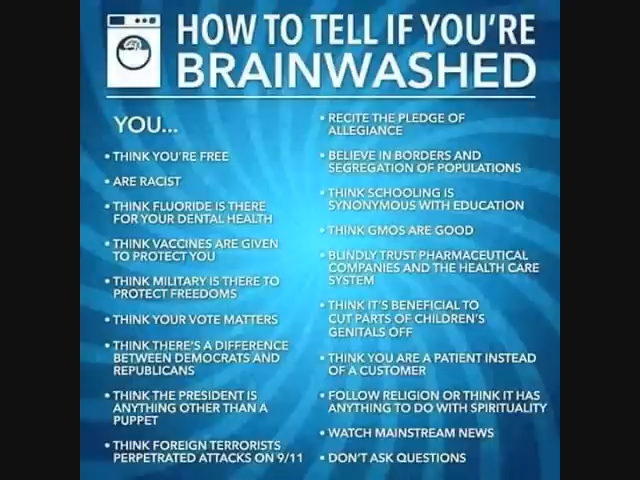 HOW TO TELL IF YOU'RE
BRAINWASHED
YOU...
• THINK YOU'RE FREE
• ARE RACIST
• THINK FLUORIDE IS THERE
FOR YOUR DENTAL HEALTH
• THINK VACCINES ARE GIVEN
TO PROTECT YOU
• THINK MILITARY IS THERE TO
PROTECT FREEDOMS
• THINK YOUR VOTE MATTERS
• THINK THERE'S A DIFFERENCE
BETWEEN DEMOCRATS AND
REPUBLICANS
• THINK THE PRESIDENT IS
ANYTHING OTHER THAN A
PUPPET
• THINK FOREIGN TERRORISTS
PERPETRATED ATTACKS ON 9/11
• RECITE THE PLEDGE OF
ALLEGIANCE
• BELIEVE IN BORDERS AND
SEGREGATION OF POPULATIONS
• THINK SCHOOLING IS
SYNONYMOUS WITH EDUCATION
• THINK GMOS ARE GOOD
• BLINDLY TRUST PHARMACEUTICAL
COMPANIES AND THE HEALTH CARE
SYSTEM
• THINK IT'S BENEFICIAL TO
CUT PARTS OF CHILDREN'S
GENITALS OFF
• THINK YOU ARE A PATIENT INSTEAD
OF A CUSTOMER
• FOLLOW RELIGION OR THINK IT HAS
ANYTHING TO DO WITH SPIRITUALITY
• WATCH MAINSTREAM NEWS
• DON'T ASK QUESTIONS